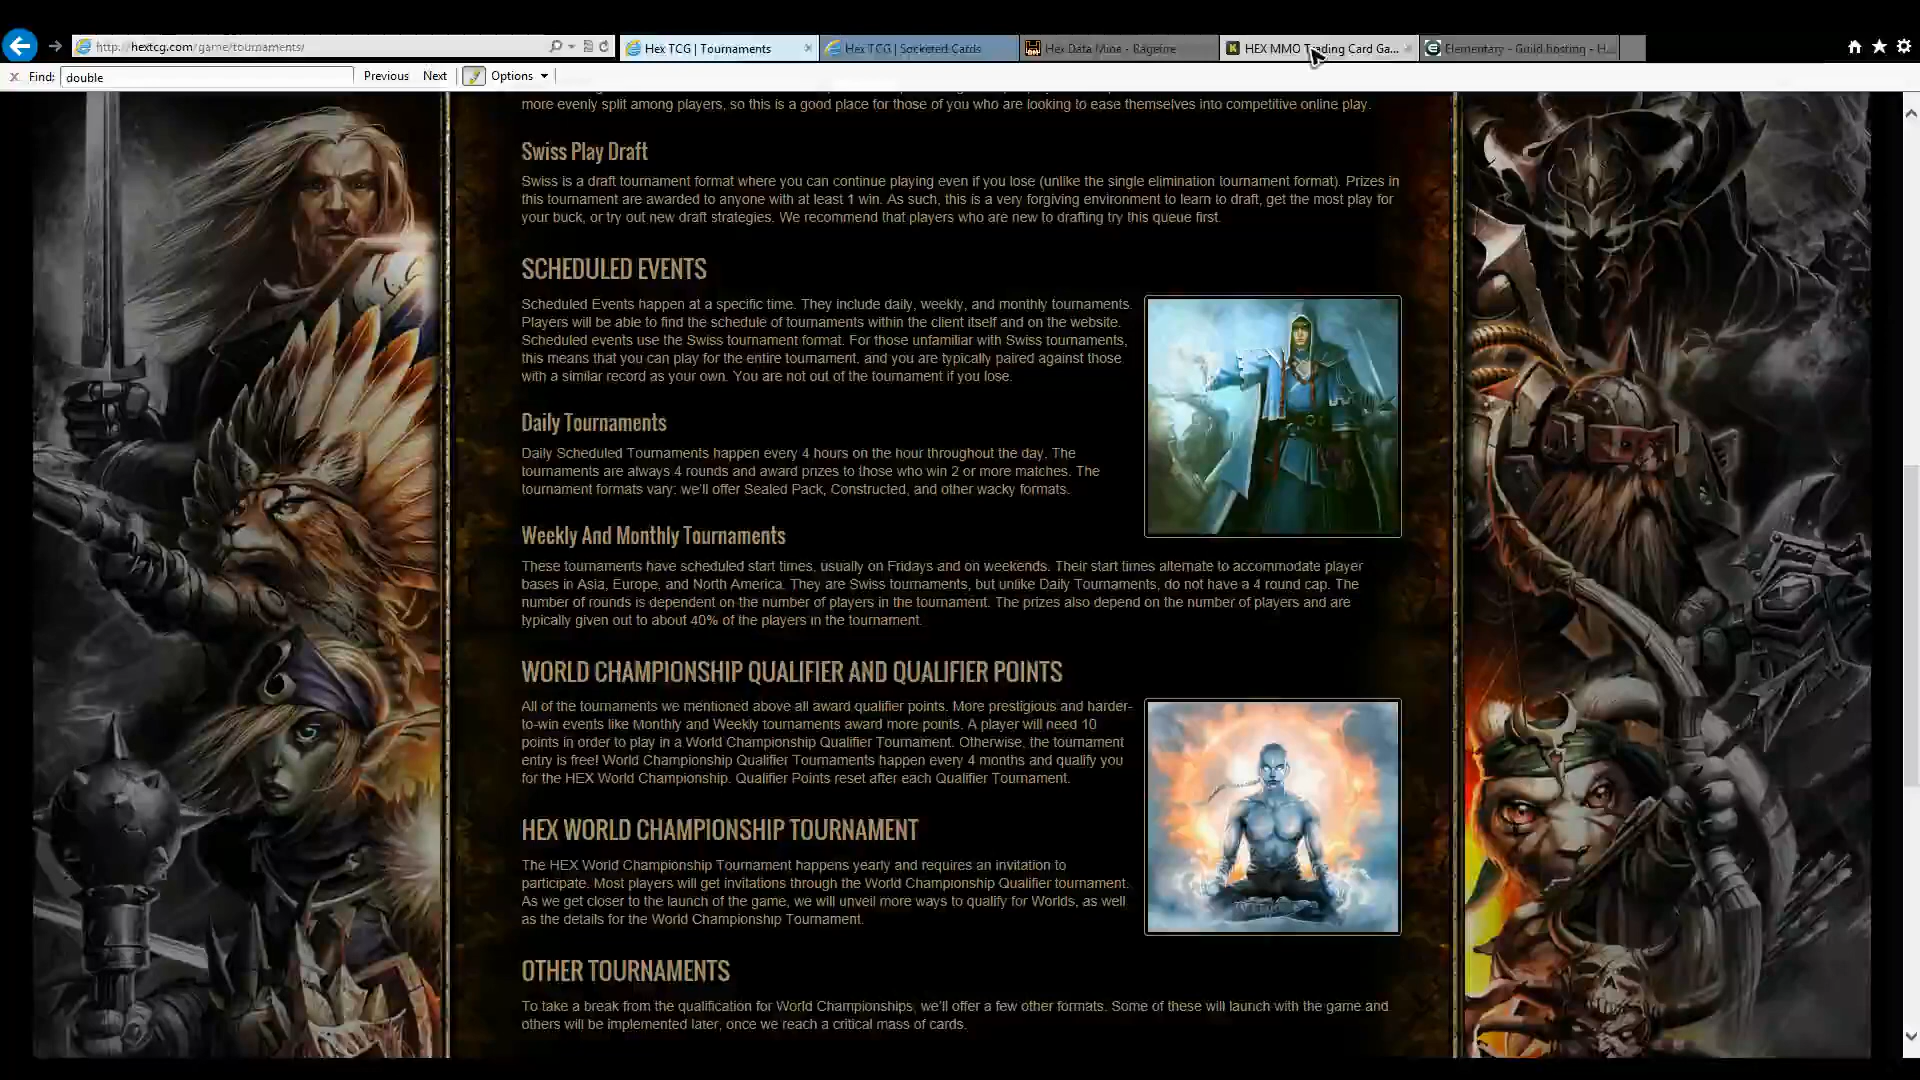 http://hextcg.com/game/tournaments/
Hex TCG | Tournaments
Hex TCG | Socketed Cards
Hex Data Mine - Ragefire
HEX MMO Trading Card Ga...
Elementary - Guild hosting - H...
x Find: double Previous Next Options
more evenly split among players, so this is a good place for those of you who are looking to ease themselves into competitive online play.
Swiss Play Draft
Swiss is a draft tournament format where you can continue playing even if you lose (unlike the single elimination tournament format). Prizes in
this tournament are awarded to anyone with at least 1 win. As such, this is a very forgiving environment to learn to draft, get the most play for
your buck, or try out new draft strategies. We recommend that players who are new to drafting try this queue first.
SCHEDULED EVENTS
Scheduled Events happen at a specific time. They include daily, weekly, and monthly tournaments.
Players will be able to find the schedule of tournaments within the client itself and on the website.
Scheduled events use the Swiss tournament format. For those unfamiliar with Swiss tournaments,
this means that you can play for the entire tournament, and you are typically paired against those
with a similar record as your own. You are not out of the tournament if you lose.
Daily Tournaments
Daily Scheduled Tournaments happen every 4 hours on the hour throughout the day. The
tournaments are always 4 rounds and award prizes to those who win 2 or more matches. The
tournament formats vary: we'll offer Sealed Pack, Constructed, and other wacky formats.
Weekly And Monthly Tournaments
These tournaments have scheduled start times, usually on Fridays and on weekends. Their start times alternate to accommodate player
bases in Asia, Europe, and North America. They are Swiss tournaments, but unlike Daily Tournaments, do not have a 4 round cap. The
number of rounds is dependent on the number of players in the tournament. The prizes also depend on the number of players and are
typically given out to about 40% of the players in the tournament.
WORLD CHAMPIONSHIP QUALIFIER AND QUALIFIER POINTS
All of the tournaments we mentioned above all award qualifier points. More prestigious and harder-
to-win events like Monthly and Weekly tournaments award more points. A player will need 10
points in order to play in a World Championship Qualifier Tournament. Otherwise, the tournament
entry is free! World Championship Qualifier Tournaments happen every 4 months and qualify you
for the HEX World Championship. Qualifier Points reset after each Qualifier Tournament.
HEX WORLD CHAMPIONSHIP TOURNAMENT
The HEX World Championship Tournament happens yearly and requires an invitation to
participate. Most players will get invitations through the World Championship Qualifier tournament.
As we get closer to the launch of the game, we will unveil more ways to qualify for Worlds, as well
as the details for the World Championship Tournament.
OTHER TOURNAMENTS
To take a break from the qualification for World Championships, we'll offer a few other formats. Some of these will launch with the game and
others will be implemented later, once we reach a critical mass of cards.